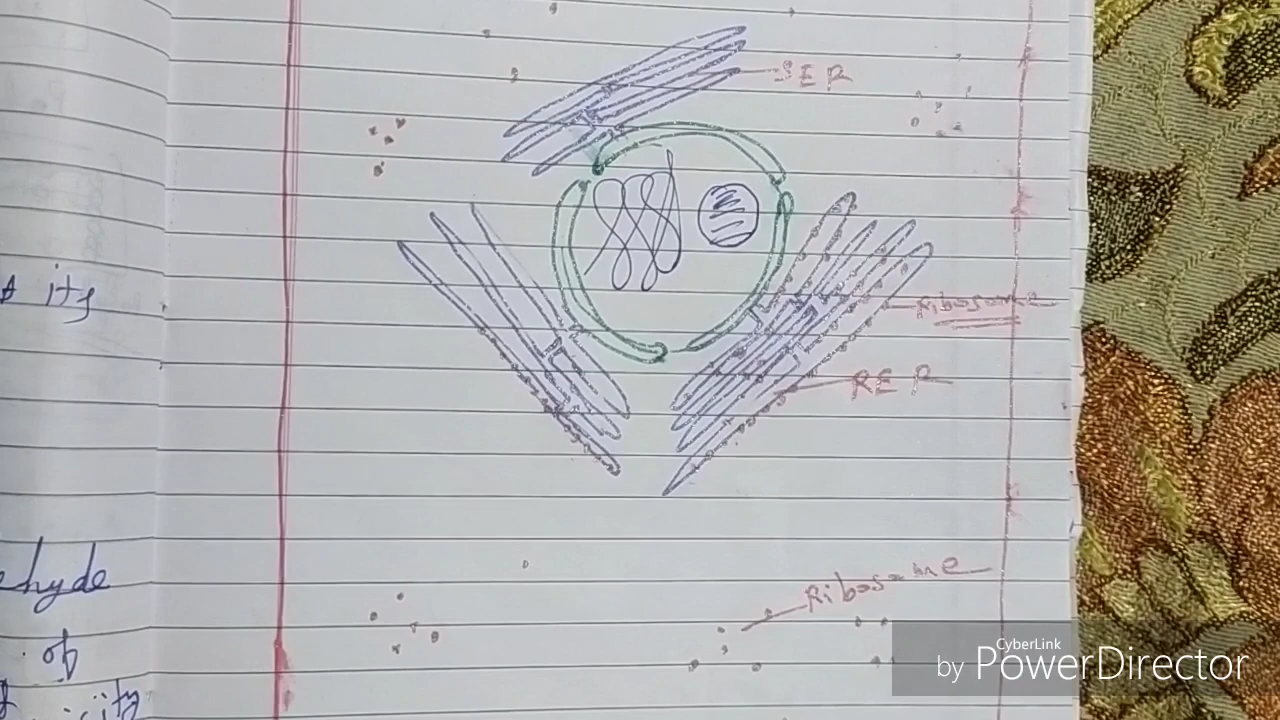 SER
its
Ribosome
RER
hyde
Ribosome
of
CyberLink
by PowerDirector